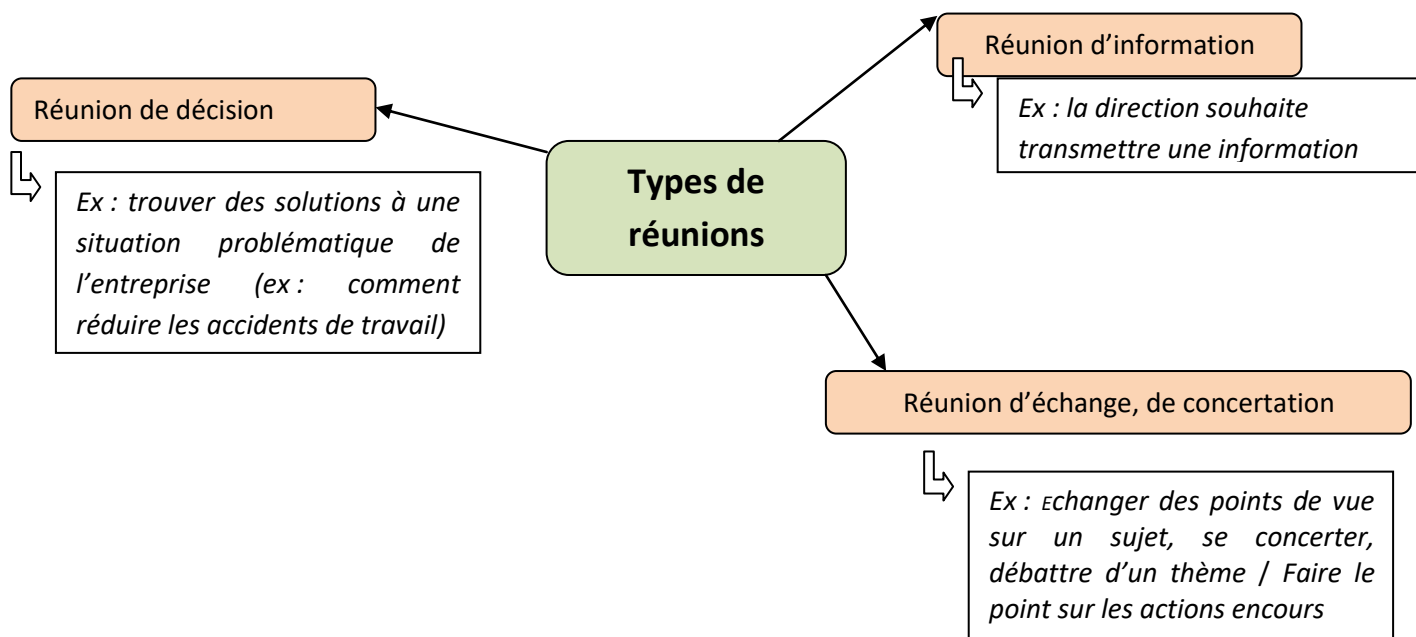 Réunion d’information
Ex : la direction souhaite
transmettre une information
Réunion de décision
Ex : trouver des solutions à une
situation problématique de
l’entreprise (ex : comment
réduire les accidents de travail)
Types de
réunions
Réunion d’échange, de concertation
Ex : Echanger des points de vue
sur un sujet, se concerter,
débattre d’un thème / Faire le
point sur les actions encours